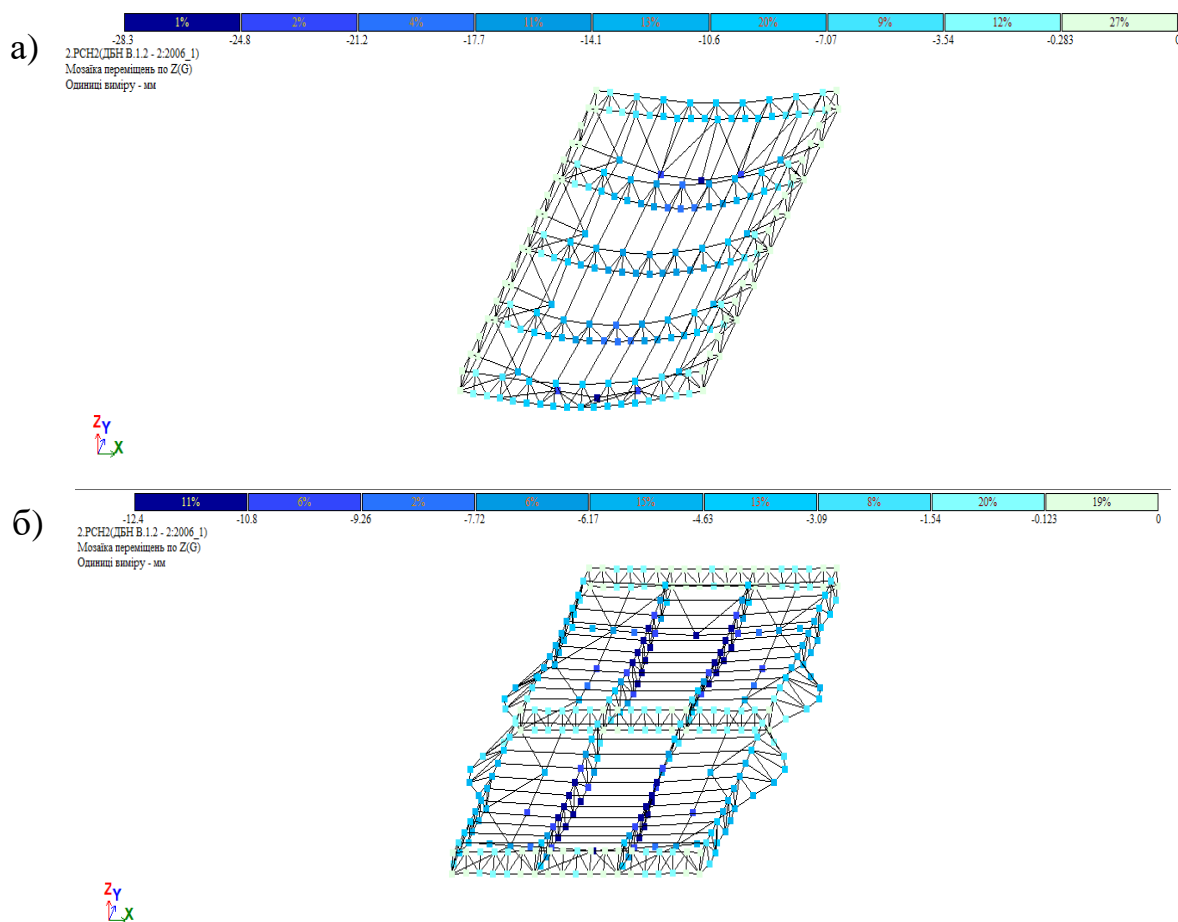 1% 2% 4% 11% 13% 20% 9% 12% 27%
-28.3 -24.8 -21.2 -17.7 -14.1 -10.6 -7.07 -3.54 -0.283 0
а)
2.РСН2(ДБН В.1.2 - 2:2006_1)
Мозаїка переміщень по Z(G)
Одиниці виміру - мм
Z
Y
X
11% 6% 2% 6% 13% 8% 20% 19%
-12.4 -10.8 -9.26 -7.72 -6.17 -4.63 -3.09 -1.54 -0.123 0
б)
2.РСН2(ДБН В.1.2 - 2:2006_1)
Мозаїка переміщень по Z(G)
Одиниці виміру - мм
Z
Y
X